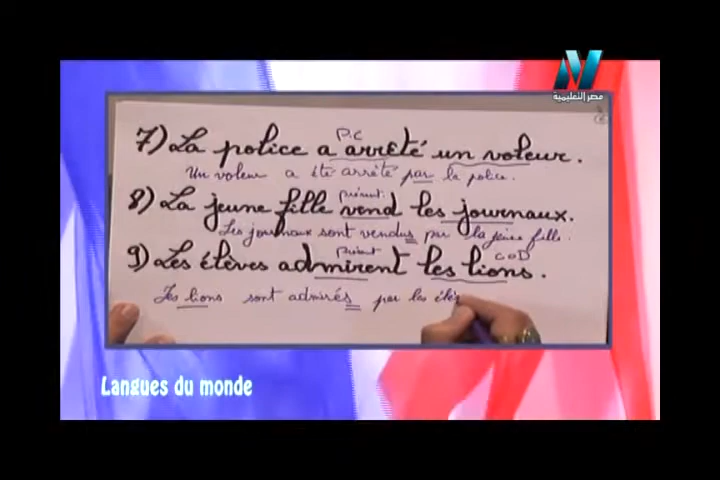 مصر التعليمية
P.C
7) La police a arrêté un voleur.
Un voleur a été arrêté par la police.
présent
8) La jeune fille vend les journaux.
Les journaux sont vendus par la jeune fille.
présent COD
9) Les élèves admirent les lions.
Les lions sont admirés par les élè
Langues du monde